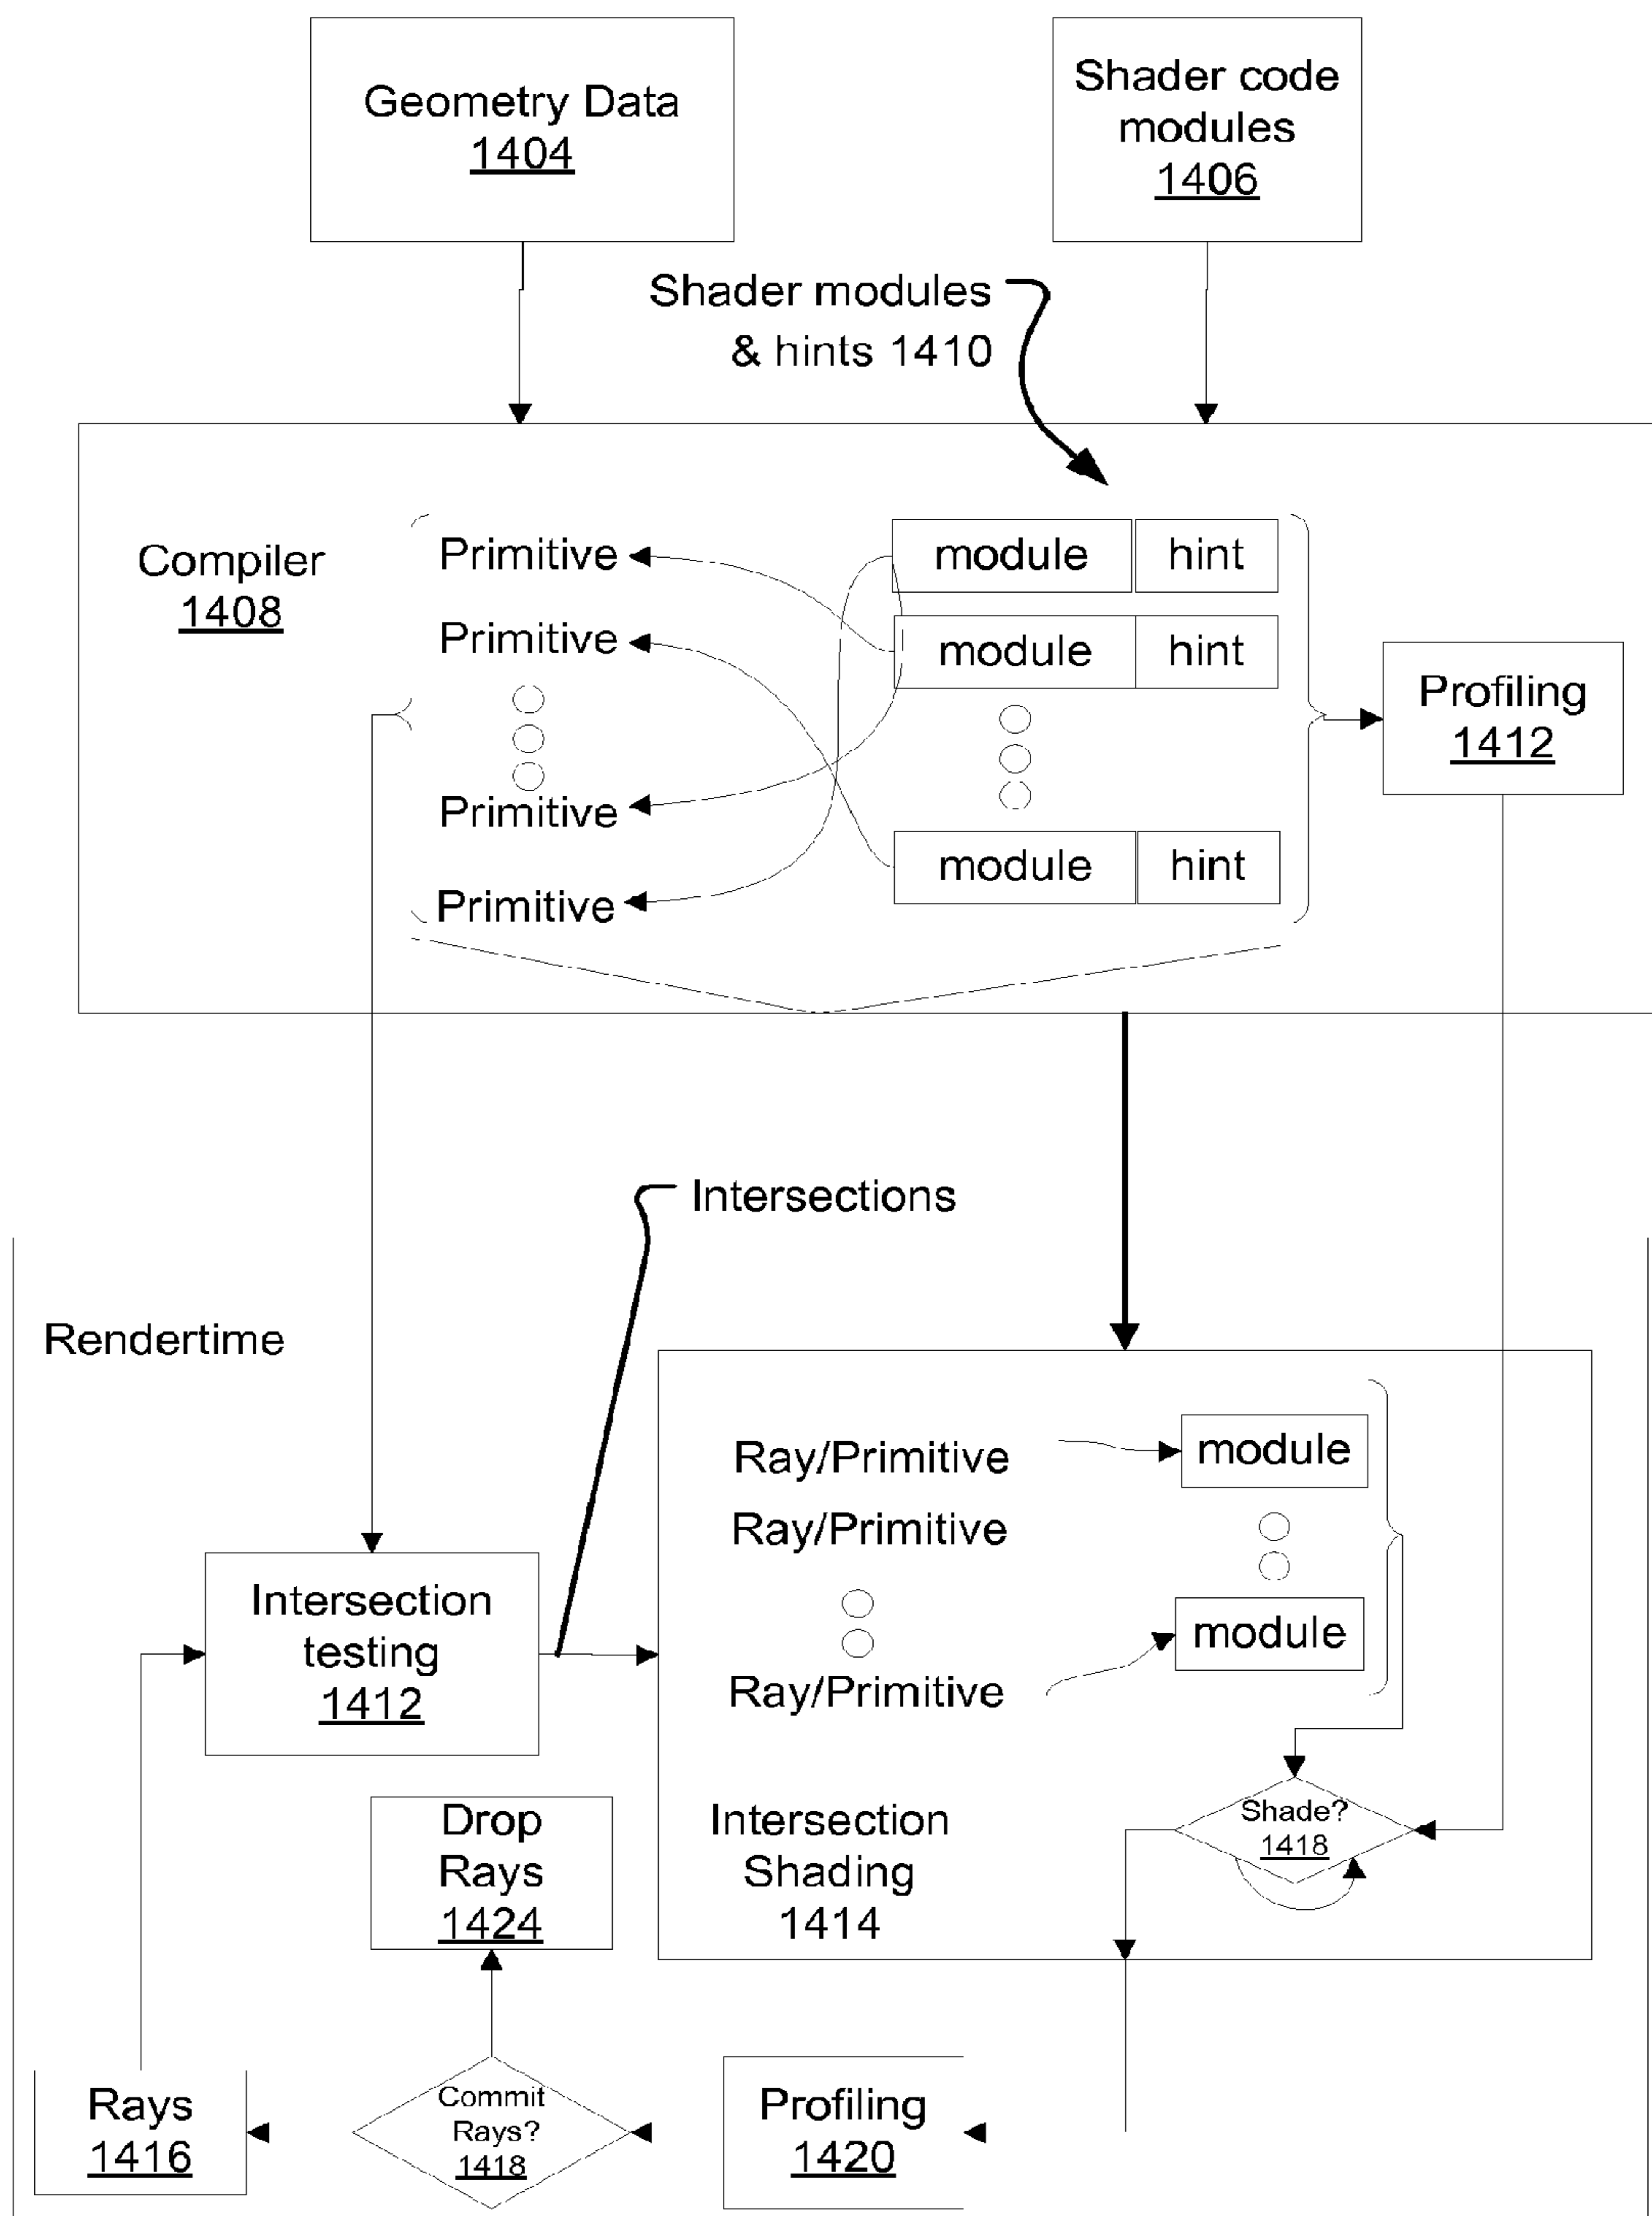 Geometry Data
1404
Shader code
modules
1406
Shader modules
& hints 1410
Compiler
1408
Primitive
Primitive
Primitive
Primitive
module hint
module hint
module hint
Profiling
1412
Intersections
Rendertime
Ray/Primitive
Ray/Primitive
Ray/Primitive
module
module
Intersection
testing
1412
Shade?
1418
Intersection
Shading
1414
Drop
Rays
1424
Rays
1416
Commit
Rays?
1418
Profiling
1420